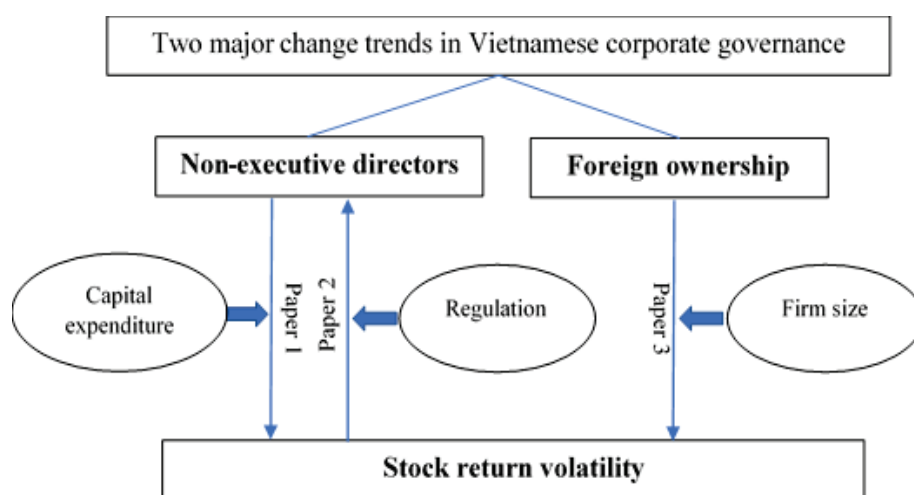 Two major change trends in Vietnamese corporate governance
Non-executive directors
Foreign ownership
Capital
expenditure
Paper 1
Paper 2
Regulation
Paper 3
Firm size
Stock return volatility